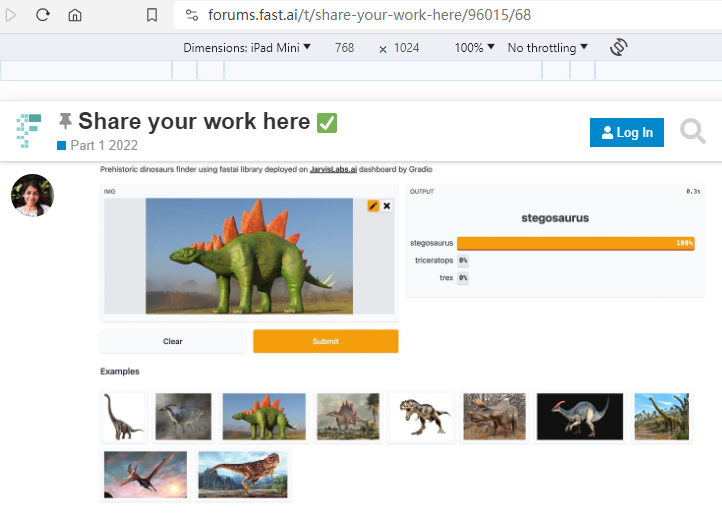 forums.fast.ai/t/share-your-work-here/96015/68
Dimensions: iPad Mini 768 x 1024 100% No throttling
Share your work here
Part 1 2022
Log In
Prehistoric dinosaurs finder using fastai library deployed on JarvisLabs.ai dashboard by Gradio
IMG
OUTPUT 0.3s
stegosaurus
stegosaurus 100%
triceratops 0%
trex 0%
Clear
Submit
Examples